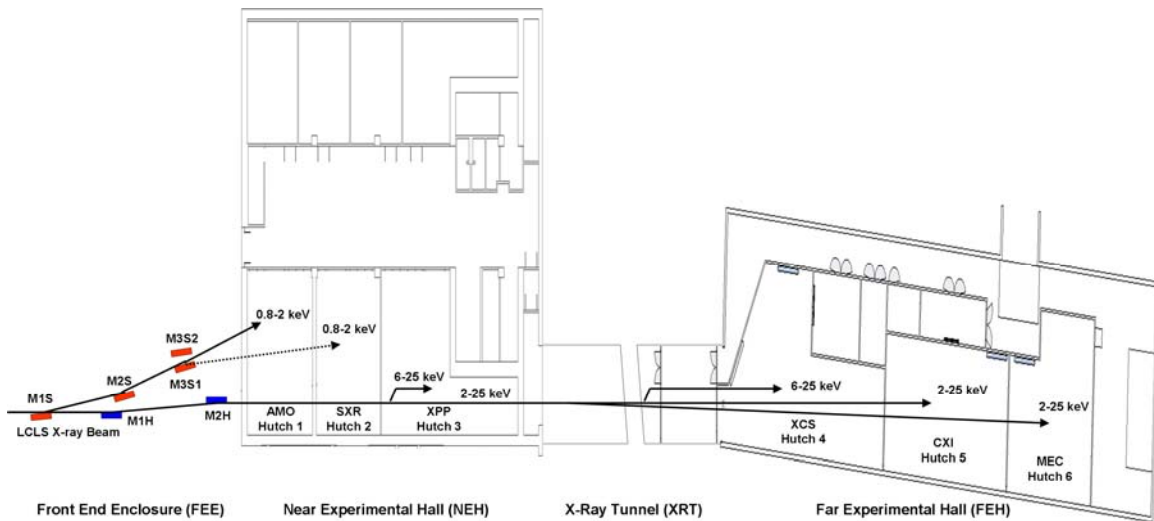 M3S2
0.8-2 keV
0.8-2 keV
M3S1
M2S
M1S
M1H
M2H
LCLS X-ray Beam
6-25 keV
2-25 keV
AMO
Hutch 1
SXR
Hutch 2
XPP
Hutch 3
6-25 keV
2-25 keV
2-25 keV
XCS
Hutch 4
CXI
Hutch 5
MEC
Hutch 6
Front End Enclosure (FEE)
Near Experimental Hall (NEH)
X-Ray Tunnel (XRT)
Far Experimental Hall (FEH)